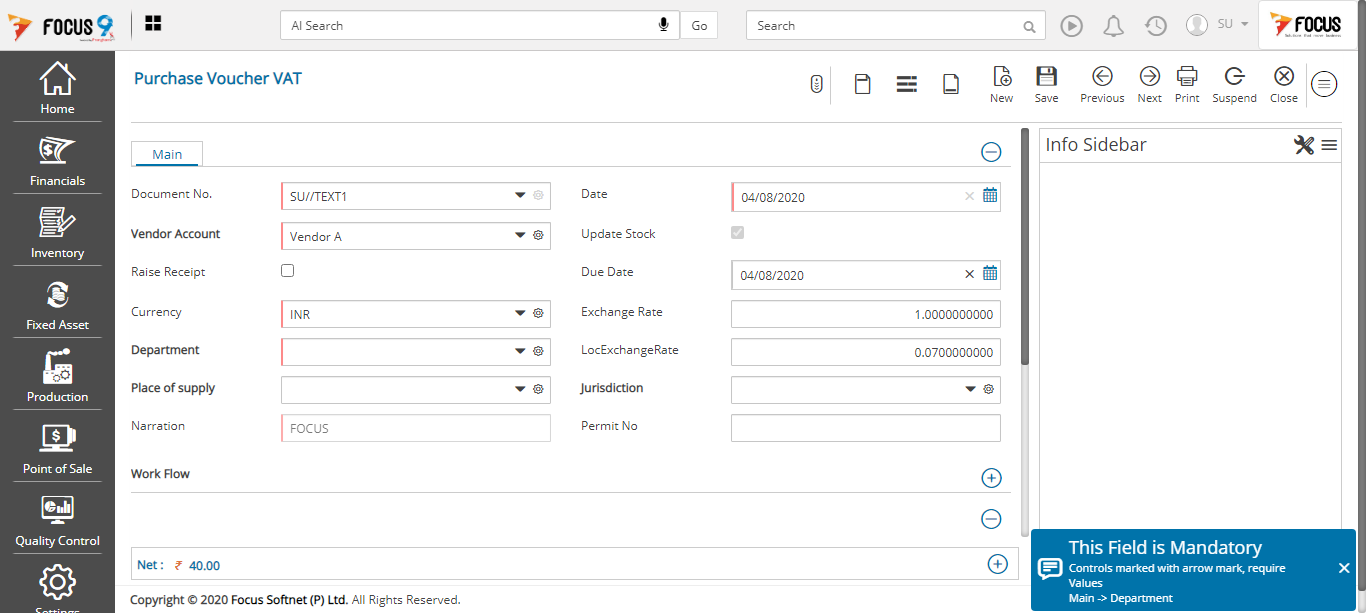 FOCUS 9
AI Search
Go
Search
SU
FOCUS
Home
Financials
Inventory
Fixed Asset
Production
Point of Sale
Quality Control
Settings
Purchase Voucher VAT
New
Save
Previous
Next
Print
Suspend
Close
Main
Info Sidebar
Document No.
SU//TEXT1
Date
04/08/2020
Vendor Account
Vendor A
Update Stock
Raise Receipt
Due Date
04/08/2020
Currency
INR
Exchange Rate
1.0000000000
Department
LocExchangeRate
0.0700000000
Place of supply
Jurisdiction
Narration
FOCUS
Permit No
Work Flow
Net : ₹ 40.00
This Field is Mandatory
Controls marked with arrow mark, require
Values
Main -> Department
Copyright © 2020 Focus Softnet (P) Ltd. All Rights Reserved.